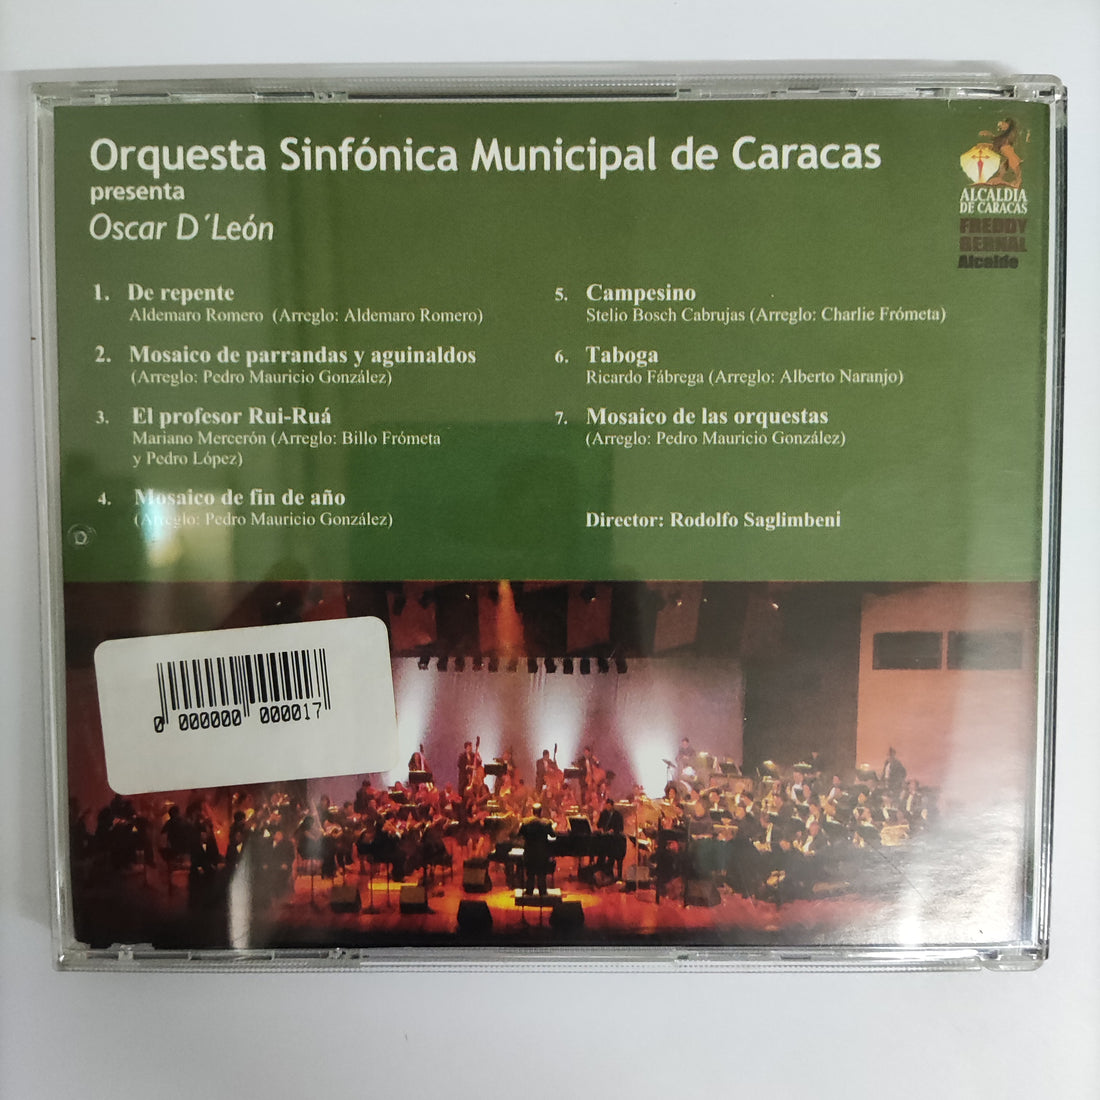 Orquesta Sinfónica Municipal de Caracas
presenta
Oscar D´León
ALCALDIA
DE CARACAS
FREDDY
BERNAL
Alcalde
1. De repente
Aldemaro Romero (Arreglo: Aldemaro Romero)
2. Mosaico de parrandas y aguinaldos
(Arreglo: Pedro Mauricio González)
3. El profesor Rui-Ruá
Mariano Mercerón (Arreglo: Billo Frómeta
y Pedro López)
4. Mosaico de fin de año
(Arreglo: Pedro Mauricio González)
5. Campesino
Stelio Bosch Cabrujas (Arreglo: Charlie Frómeta)
6. Taboga
Ricardo Fábrega (Arreglo: Alberto Naranjo)
7. Mosaico de las orquestas
(Arreglo: Pedro Mauricio González)
Director: Rodolfo Saglimbeni
0 000000 000017